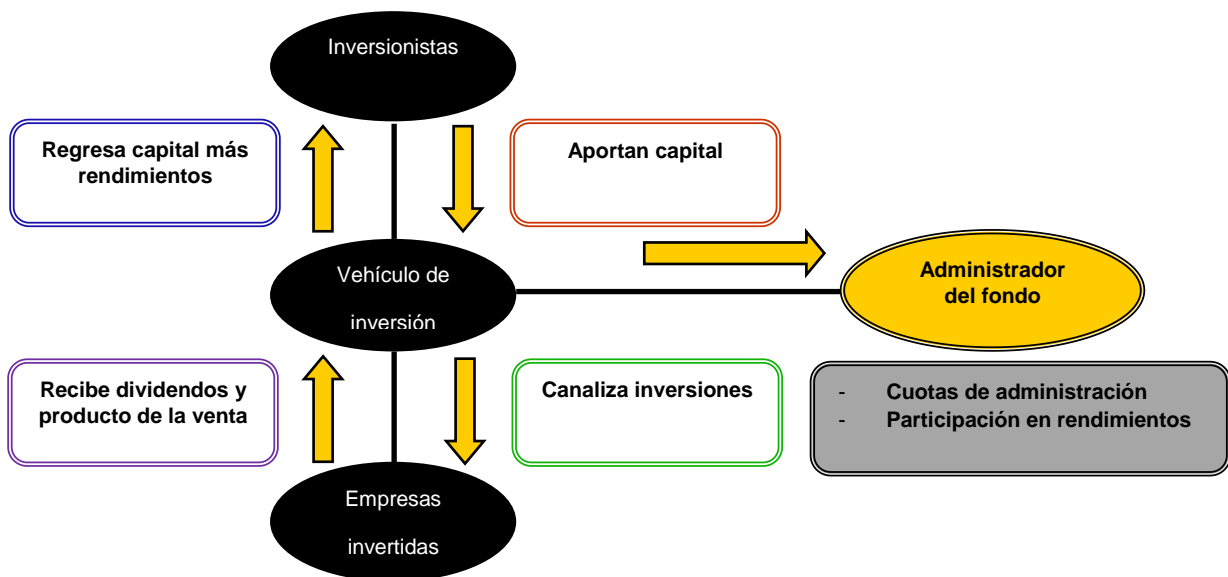 Inversionistas
Regresa capital más
rendimientos
Aportan capital
Vehículo de
inversión
Administrador
del fondo
Recibe dividendos y
producto de la venta
Canaliza inversiones
- Cuotas de administración
- Participación en rendimientos
Empresas
invertidas